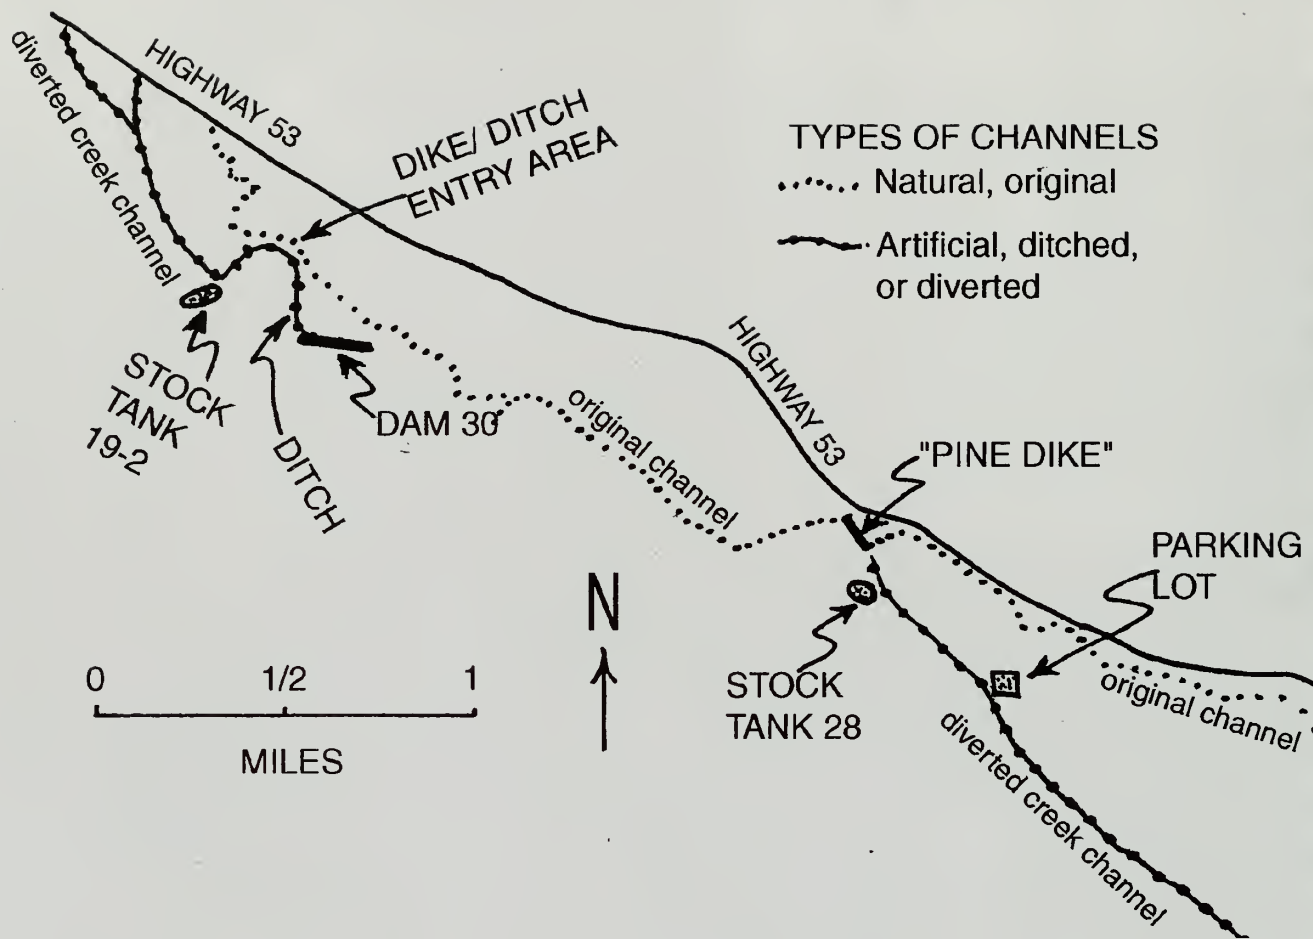 diverted creek channel
HIGHWAY 53
DIKE/ DITCH
ENTRY AREA
TYPES OF CHANNELS
Natural, original
Artificial, ditched,
or diverted
STOCK
TANK
19-2
DITCH
DAM 30
original channel
HIGHWAY 53
"PINE DIKE"
PARKING
LOT
N
STOCK
TANK 28
original channel
diverted creek channel
0 1/2 1
MILES